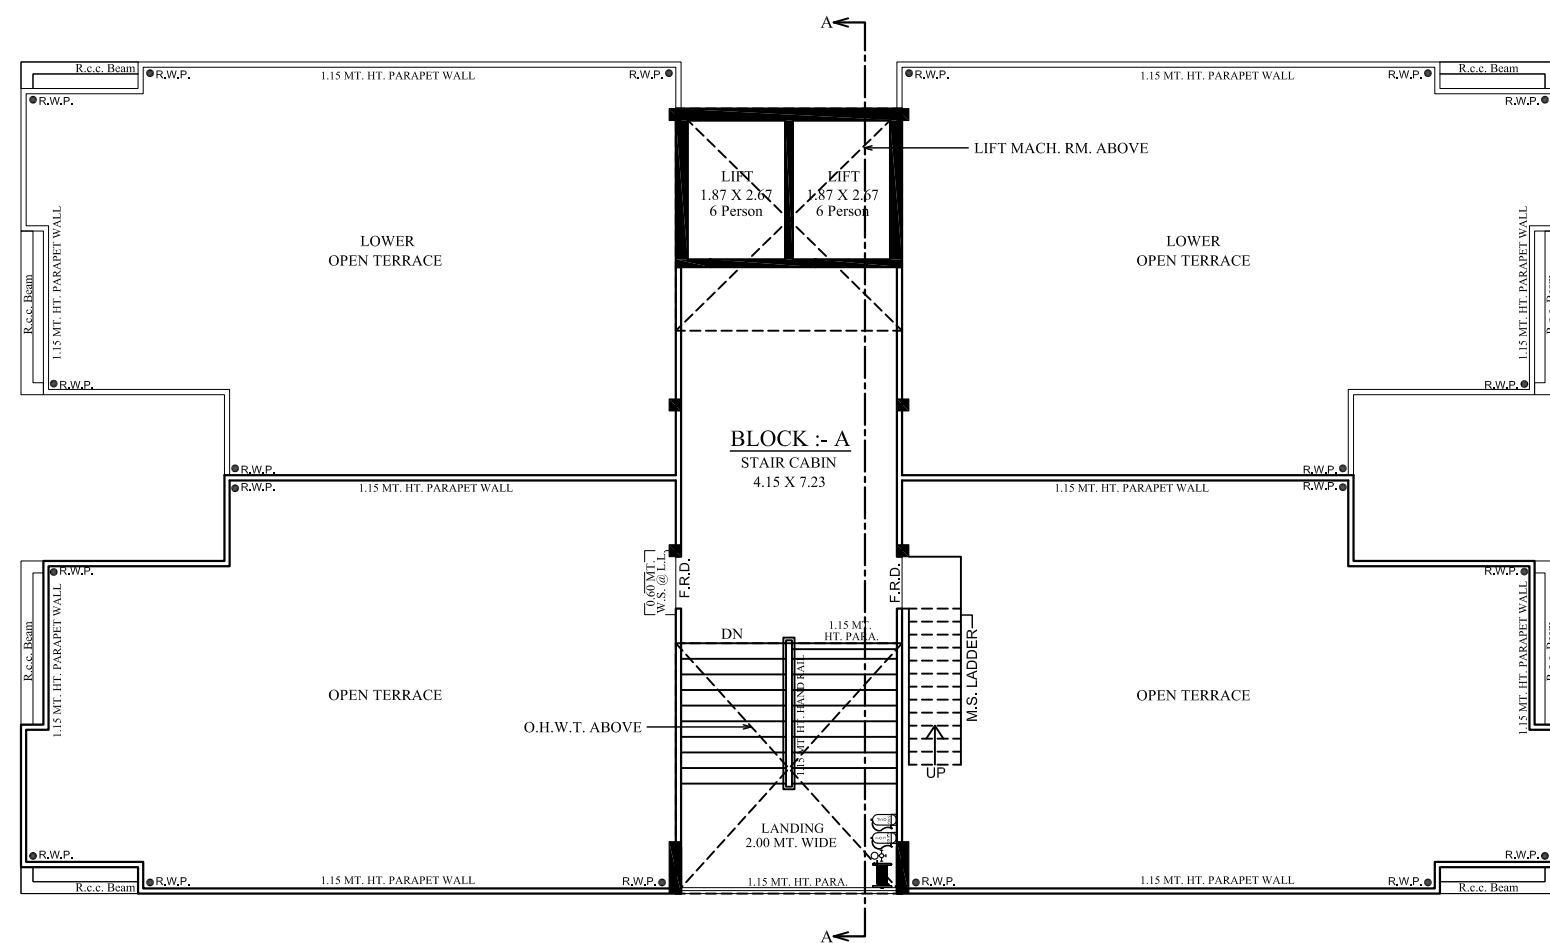 A
R.c.c. Beam
R.W.P.
1.15 MT. HT. PARAPET WALL
R.W.P.
R.W.P.
1.15 MT. HT. PARAPET WALL
R.W.P.
R.c.c. Beam
R.W.P.
R.W.P.
LIFT MACH. RM. ABOVE
LIFT
1.87 X 2.67
6 Person
LIFT
1.87 X 2.67
6 Person
LOWER
OPEN TERRACE
LOWER
OPEN TERRACE
1.15 MT. HT. PARAPET WALL
R.c.c. Beam
1.15 MT. HT. PARAPET WALL
R.W.P.
R.W.P.
BLOCK :- A
STAIR CABIN
4.15 X 7.23
R.W.P.
R.W.P.
R.W.P.
R.W.P.
1.15 MT. HT. PARAPET WALL
1.15 MT. HT. PARAPET WALL
0.60 MT.
W.S. @ L.L.
F.R.D.
F.R.D.
R.W.P.
R.W.P.
1.15 MT. HT. PARAPET WALL
R.c.c. Beam
1.15 MT. HT. PARAPET WALL
DN
1.15 MT.
HT. PARA.
1.15 MT. HT. HAND RAIL
M.S. LADDER
UP
OPEN TERRACE
OPEN TERRACE
O.H.W.T. ABOVE
LANDING
2.00 MT. WIDE
1.15 MT. HT. PARA.
R.W.P.
R.W.P.
R.c.c. Beam
R.W.P.
1.15 MT. HT. PARAPET WALL
R.W.P.
R.W.P.
1.15 MT. HT. PARAPET WALL
R.W.P.
R.c.c. Beam
A